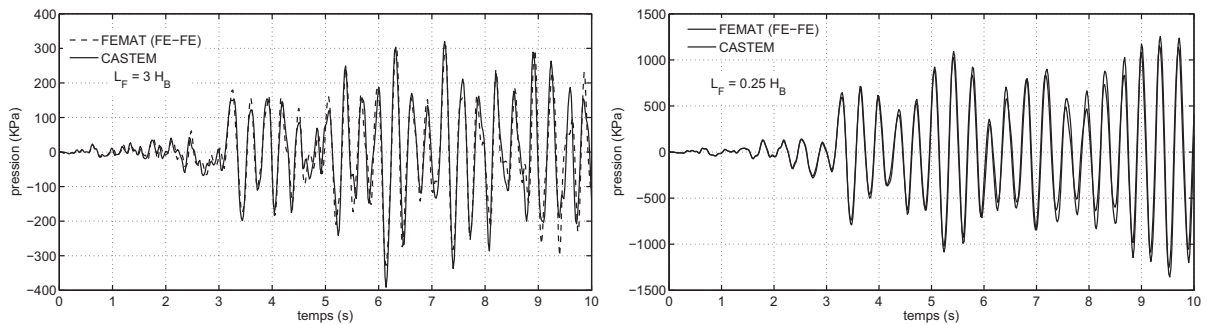 400
300
200
100
0
−100
−200
−300
−400
pression (KPa)
FEMAT (FE−FE)
CASTEM
L_F = 3 H_B
0 1 2 3 4 5 6 7 8 9 10
temps (s)
1500
1000
500
0
−500
−1000
−1500
pression (KPa)
FEMAT (FE−FE)
CASTEM
L_F = 0.25 H_B
0 1 2 3 4 5 6 7 8 9 10
temps (s)